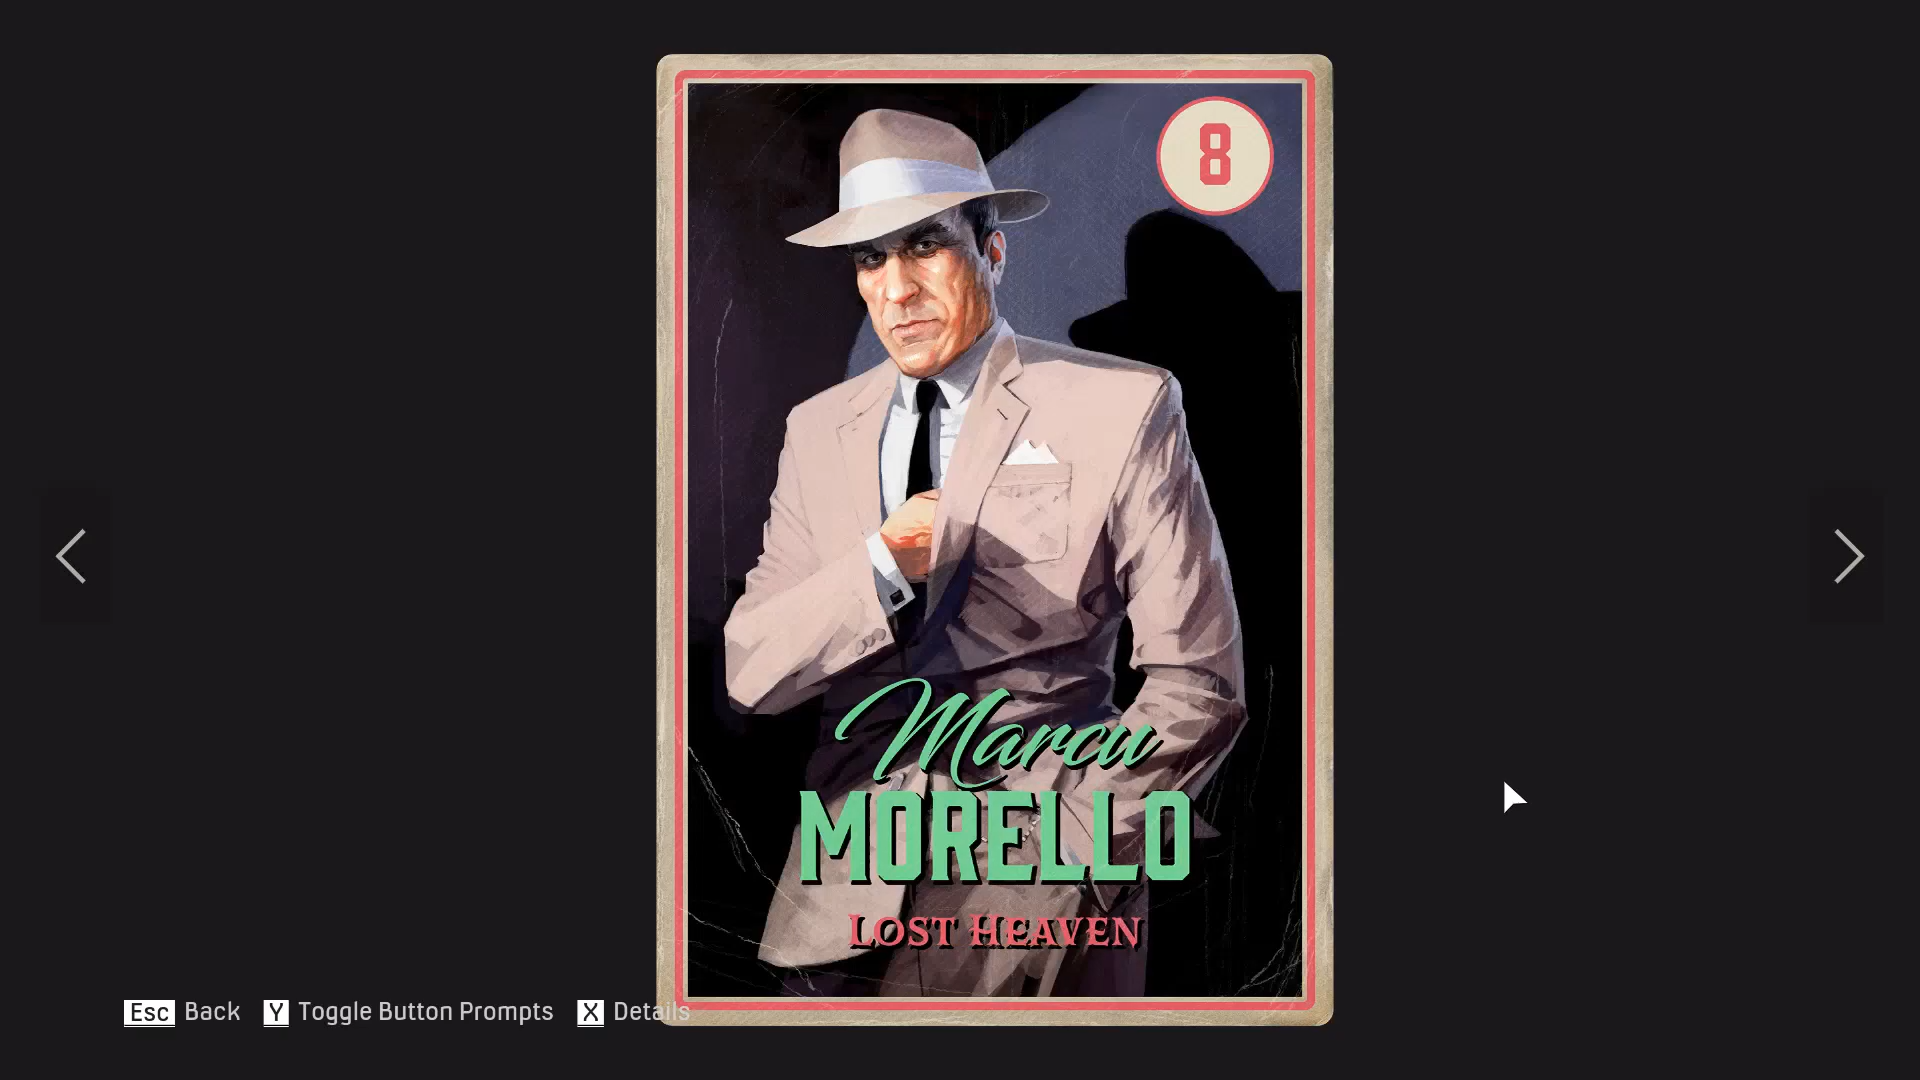 8
Marcu
MORELLO
LOST HEAVEN
Esc Back Y Toggle Button Prompts X Details